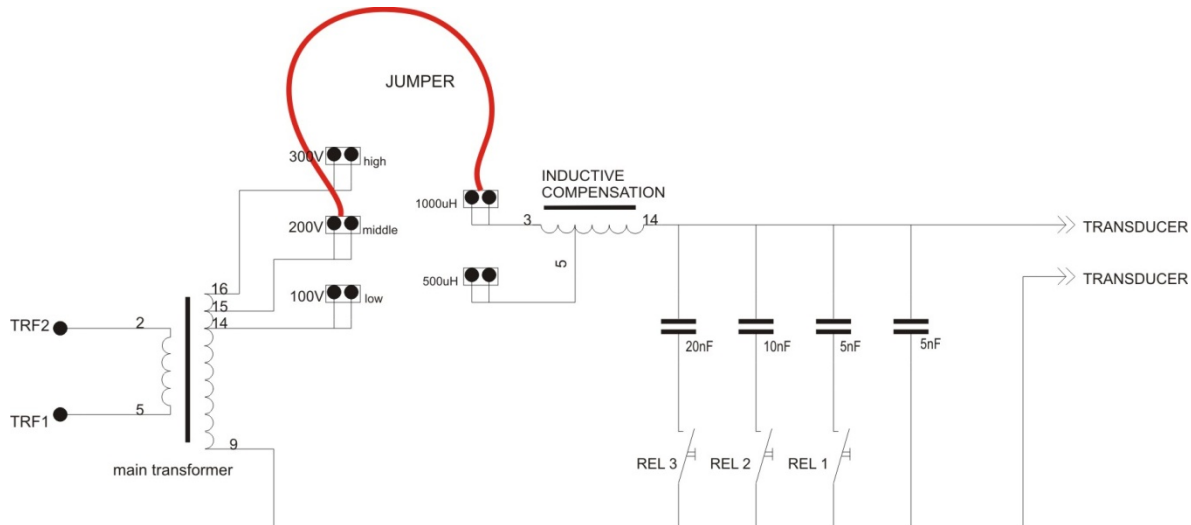 JUMPER
300V
high
INDUCTIVE
COMPENSATION
1000uH
3
14
200V
middle
TRANSDUCER
5
500uH
TRANSDUCER
16
100V
low
15
14
TRF2
2
20nF
10nF
5nF
5nF
TRF1
5
9
main transformer
REL 3
REL 2
REL 1